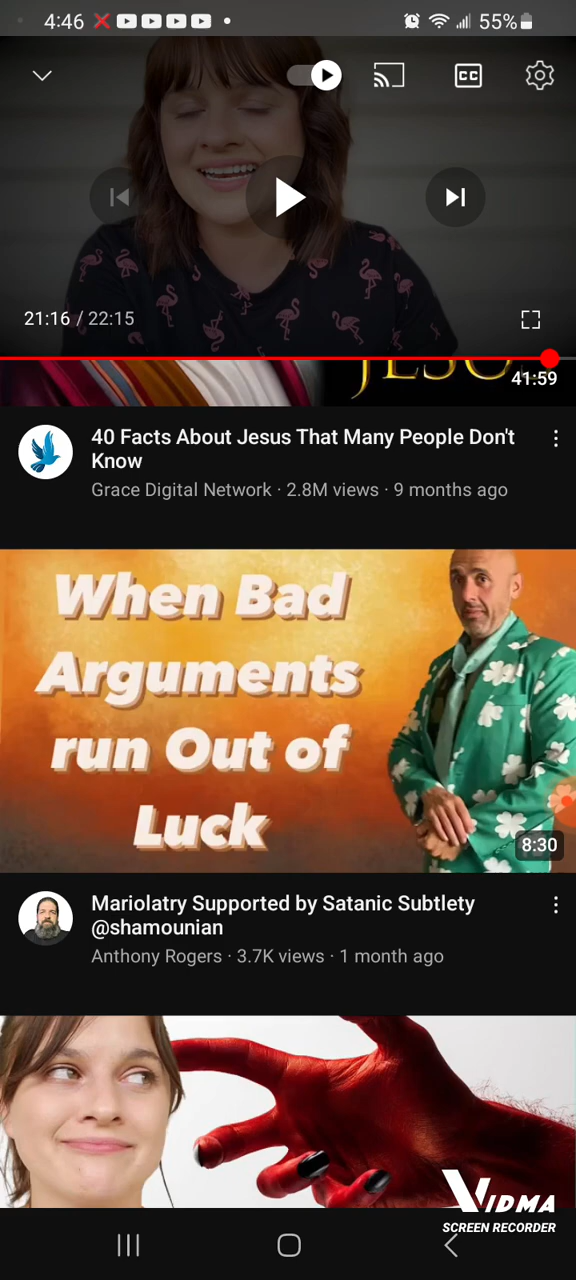 4:46
55%
CC
21:16 / 22:15
41:59
40 Facts About Jesus That Many People Don't
Know
Grace Digital Network · 2.8M views · 9 months ago
When Bad
Arguments
run Out of
Luck
8:30
Mariolatry Supported by Satanic Subtlety
@shamounian
Anthony Rogers · 3.7K views · 1 month ago
VIDMA
SCREEN RECORDER